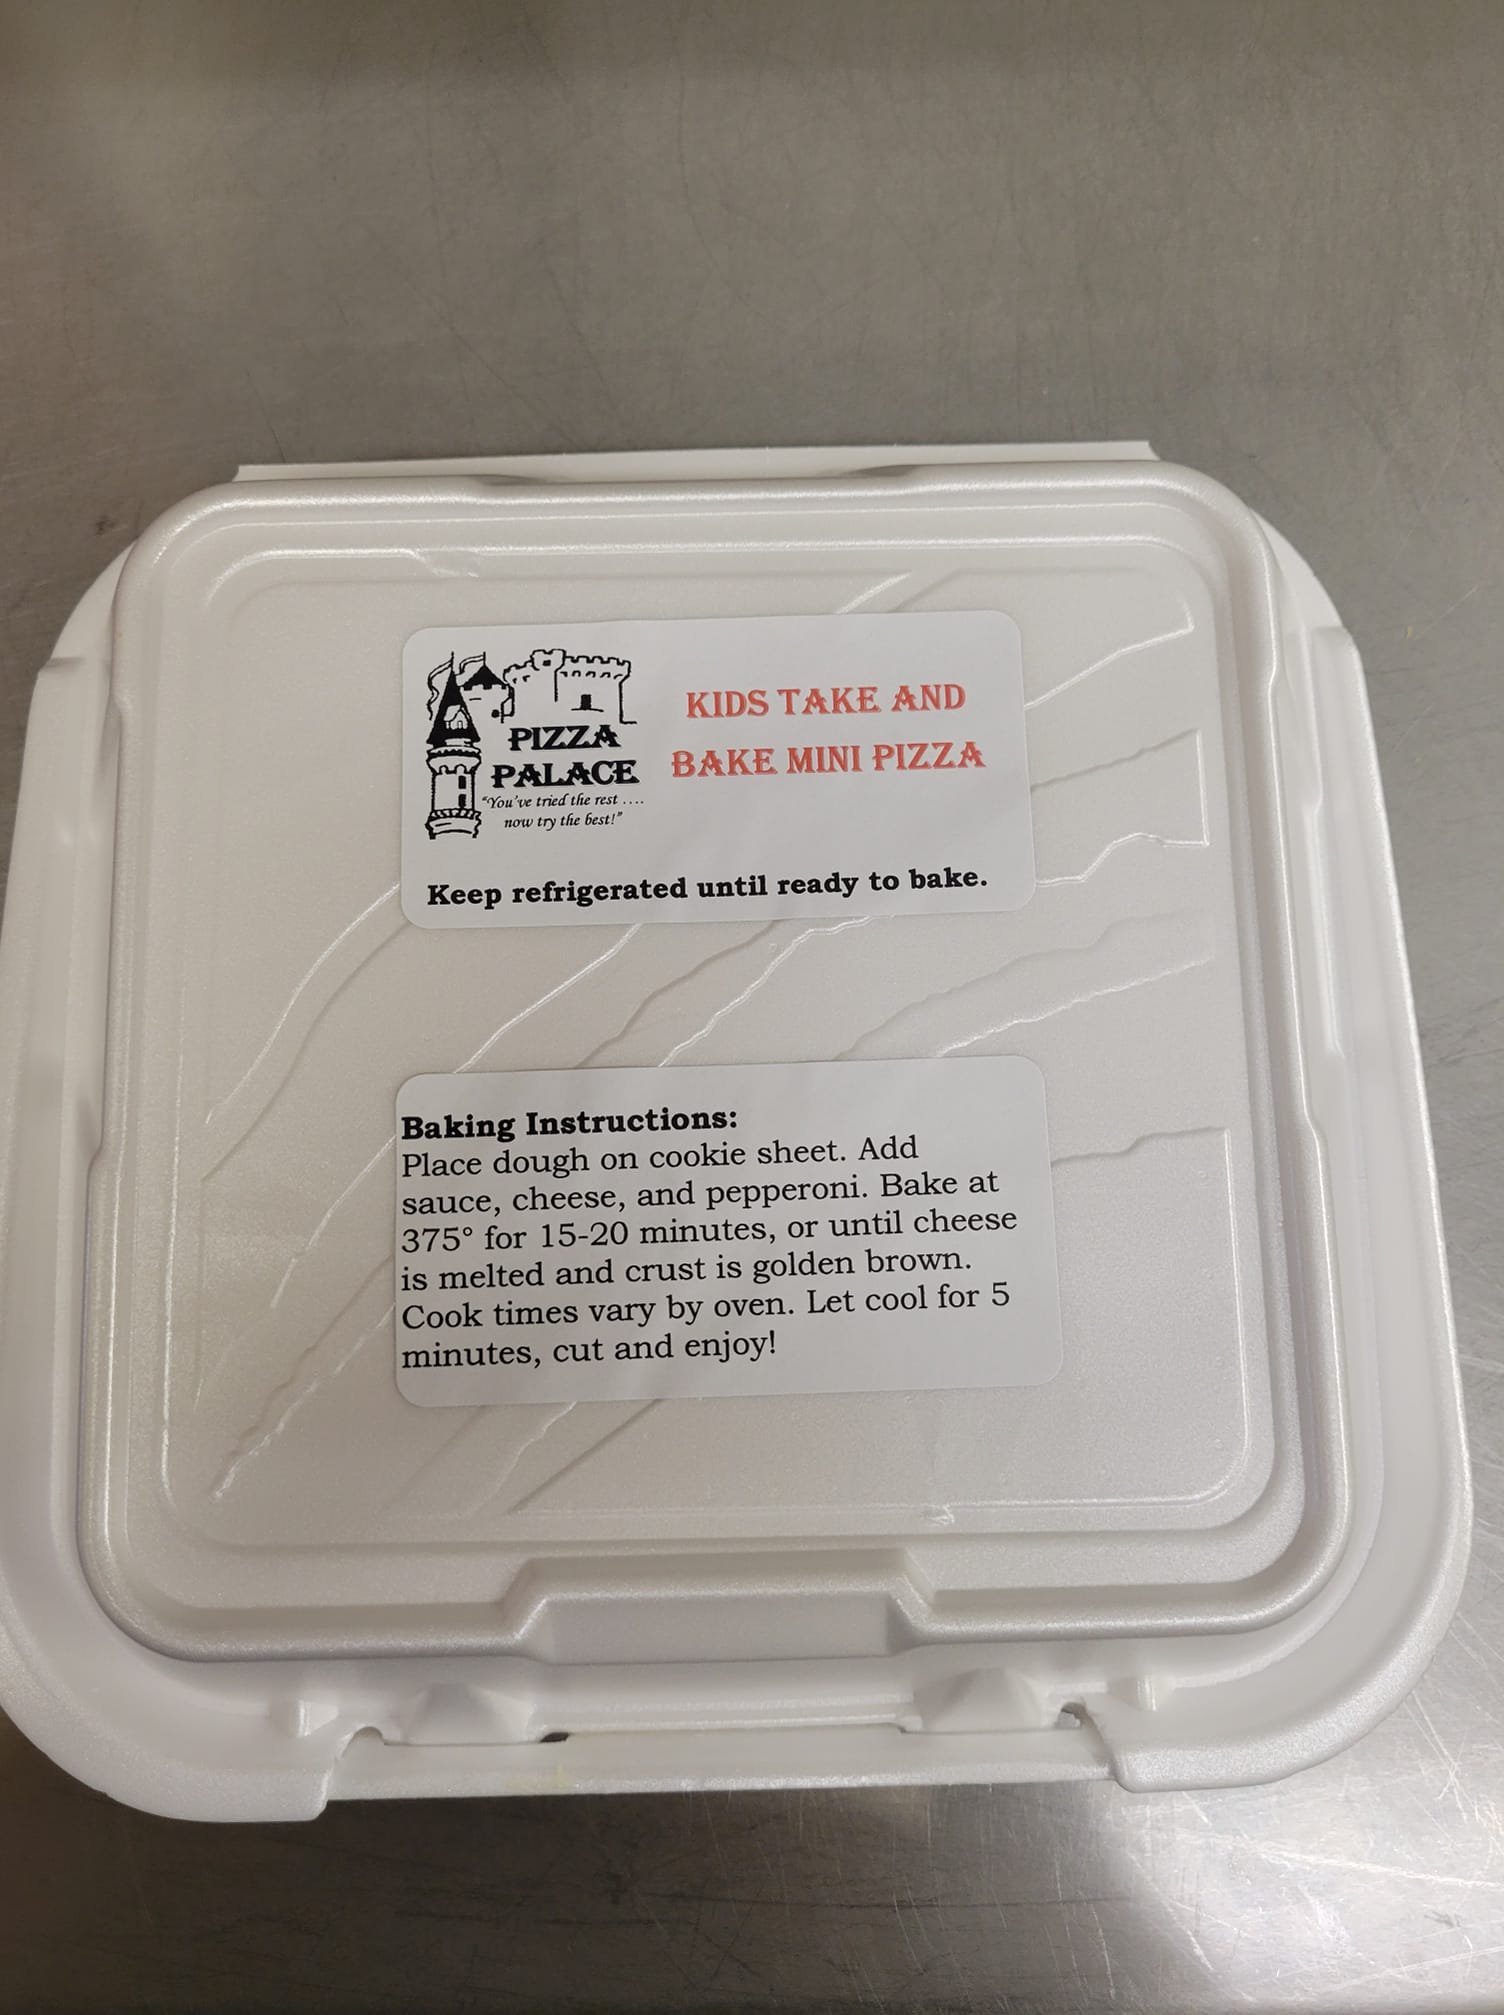 PIZZA
PALACE
"You've tried the rest ....
now try the best!"
KIDS TAKE AND
BAKE MINI PIZZA
Keep refrigerated until ready to bake.
Baking Instructions:
Place dough on cookie sheet. Add
sauce, cheese, and pepperoni. Bake at
375° for 15-20 minutes, or until cheese
is melted and crust is golden brown.
Cook times vary by oven. Let cool for 5
minutes, cut and enjoy!